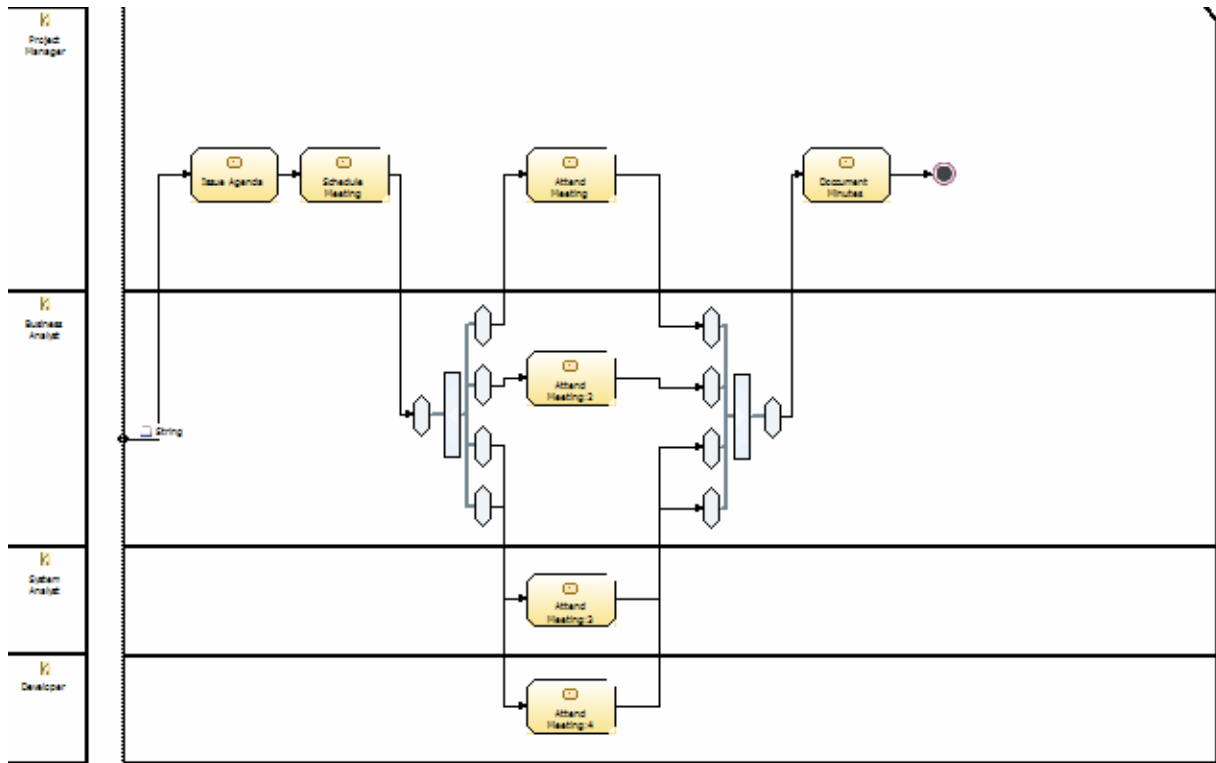 Project
Manager
Issue Agenda
Schedule
Meeting
Attend
Meeting
Document
Minutes
Business
Analyst
Attend
Meeting:2
String
System
Analyst
Attend
Meeting:3
Developer
Attend
Meeting:4